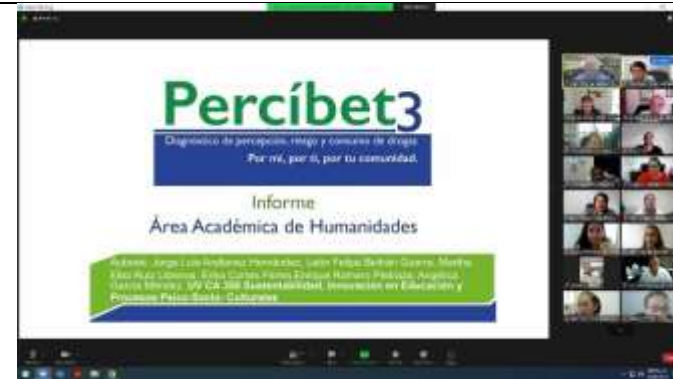 Percíbet3
Diagnóstico de percepción, riesgo y consumo de drogas
Por mí, por ti, por tu comunidad.
Informe
Área Académica de Humanidades
Autores: Jorge Luis Arellanez Hernández, León Felipe Beltrán Guerra, Martha
Elba Ruiz Libreros, Erika Cortés Flores Enrique Romero Pedraza, Angélica
García Méndez. UV CA 358 Sustentabilidad, Innovación en Educación y
Procesos Psico-Socio- Culturales